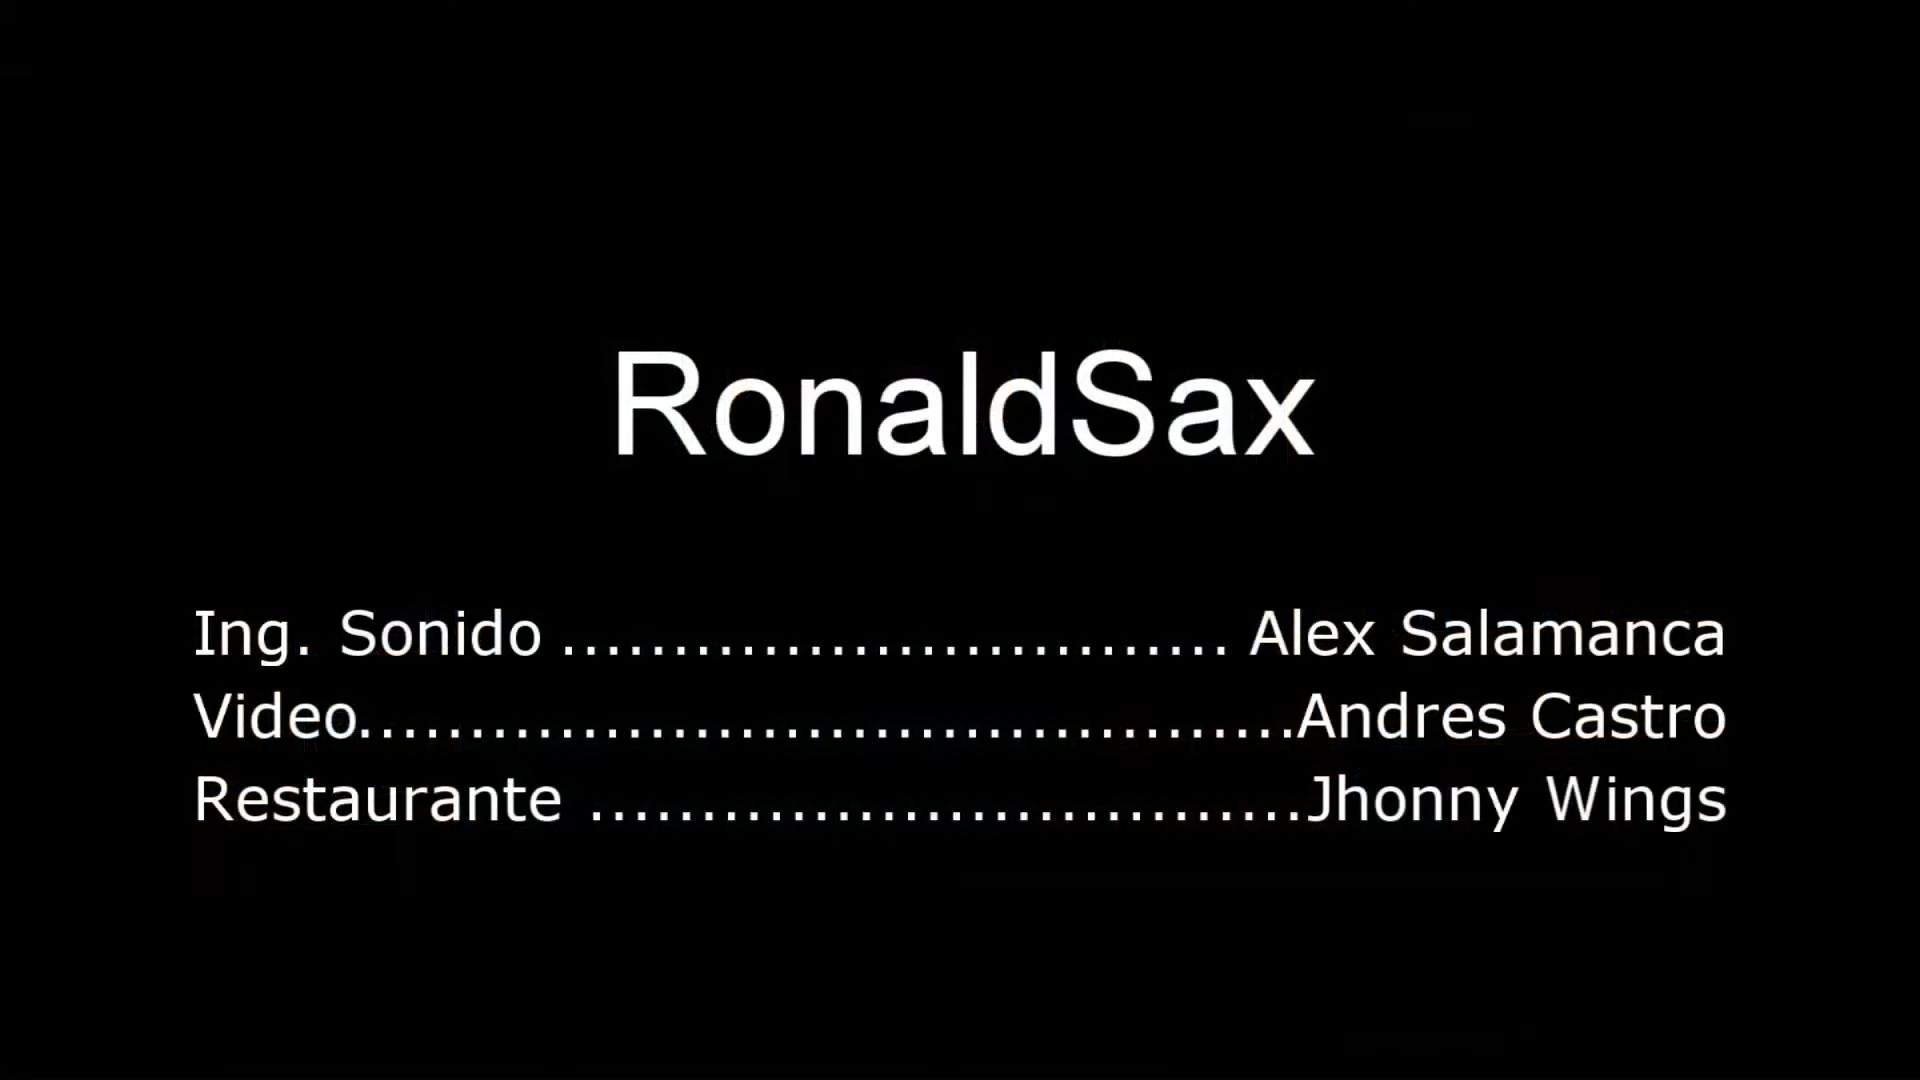 RonaldSax
Ing. Sonido .............................. Alex Salamanca
Video..........................................Andres Castro
Restaurante ................................Jhonny Wings